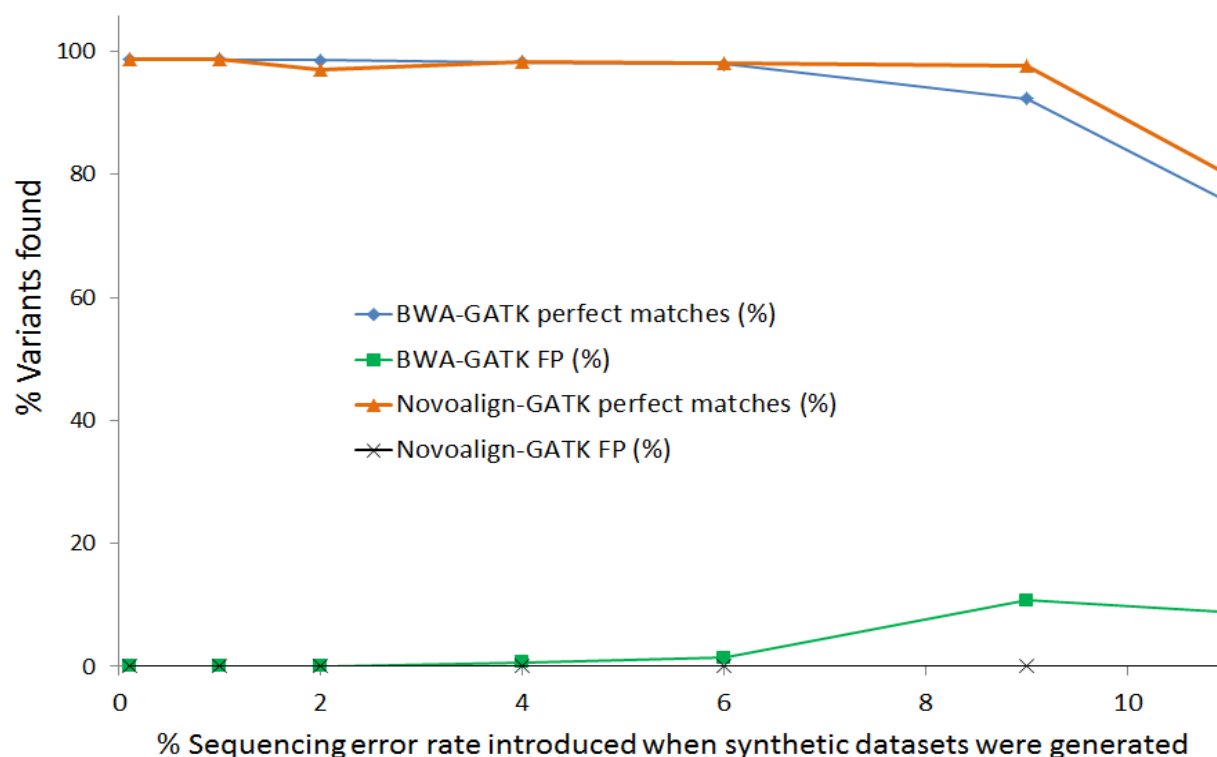 % Variants found
100
80
60
40
20
0
BWA-GATK perfect matches (%)
BWA-GATK FP (%)
Novoalign-GATK perfect matches (%)
Novoalign-GATK FP (%)
0 2 4 6 8 10
% Sequencing error rate introduced when synthetic datasets were generated